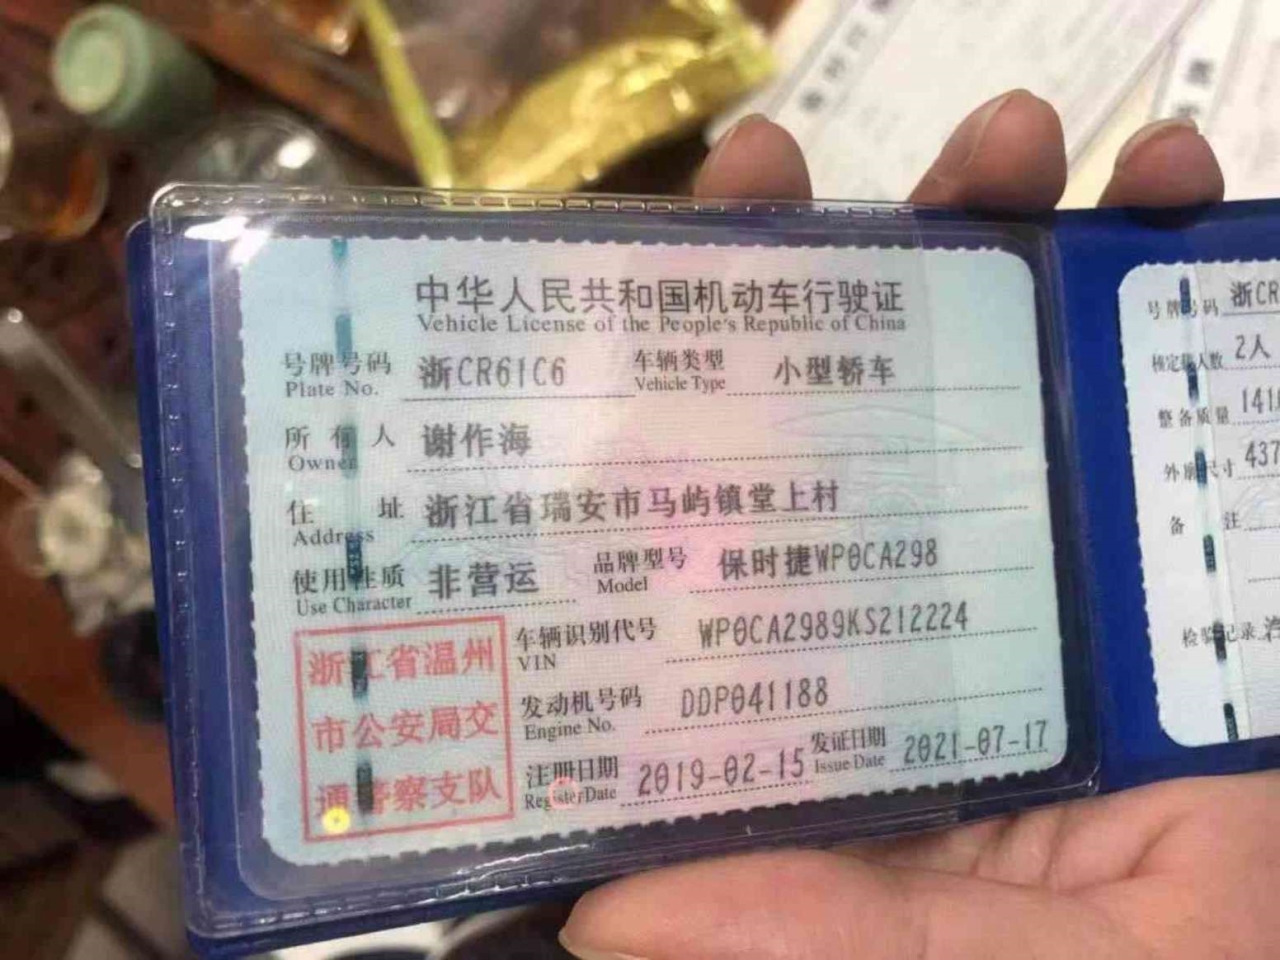 中华人民共和国机动车行驶证
Vehicle License of the People's Republic of China
号牌号码 浙CR61C6 车辆类型 小型轿车
Plate No. Vehicle Type
所有人 谢作海
Owner
住址 浙江省瑞安市马屿镇堂上村
Address
使用性质 非营运 品牌型号 保时捷WP0CA298
Use Character Model
浙江省温州
市公安局交
通警察支队
车辆识别代号 WP0CA2989KS212224
VIN
发动机号码 DDP041188
Engine No.
注册日期 2019-02-15 发证日期 2021-07-17
Register Date Issue Date
号牌号码 浙CR
核定载人数 2人
整备质量 141
外廓尺寸 437
备注
检验记录